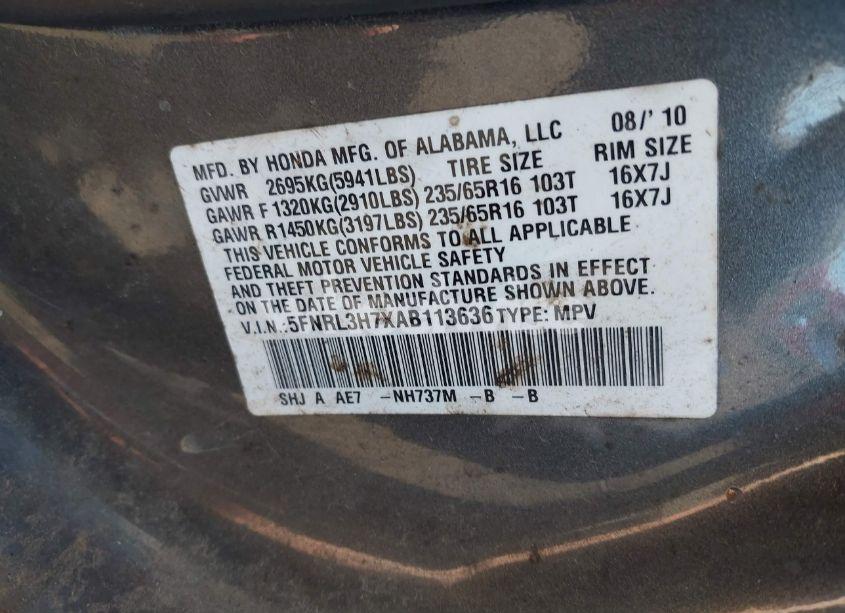 MFD. BY HONDA MFG. OF ALABAMA, LLC 08/' 10
GVWR 2695KG(5941LBS) TIRE SIZE RIM SIZE
GAWR F 1320KG(2910LBS) 235/65R16 103T 16X7J
GAWR R1450KG(3197LBS) 235/65R16 103T 16X7J
THIS VEHICLE CONFORMS TO ALL APPLICABLE
FEDERAL MOTOR VEHICLE SAFETY
AND THEFT PREVENTION STANDARDS IN EFFECT
ON THE DATE OF MANUFACTURE SHOWN ABOVE.
V.I.N.:5FNRL3H7XAB113636 TYPE: MPV
SHJ A AE7 -NH737M -B -B